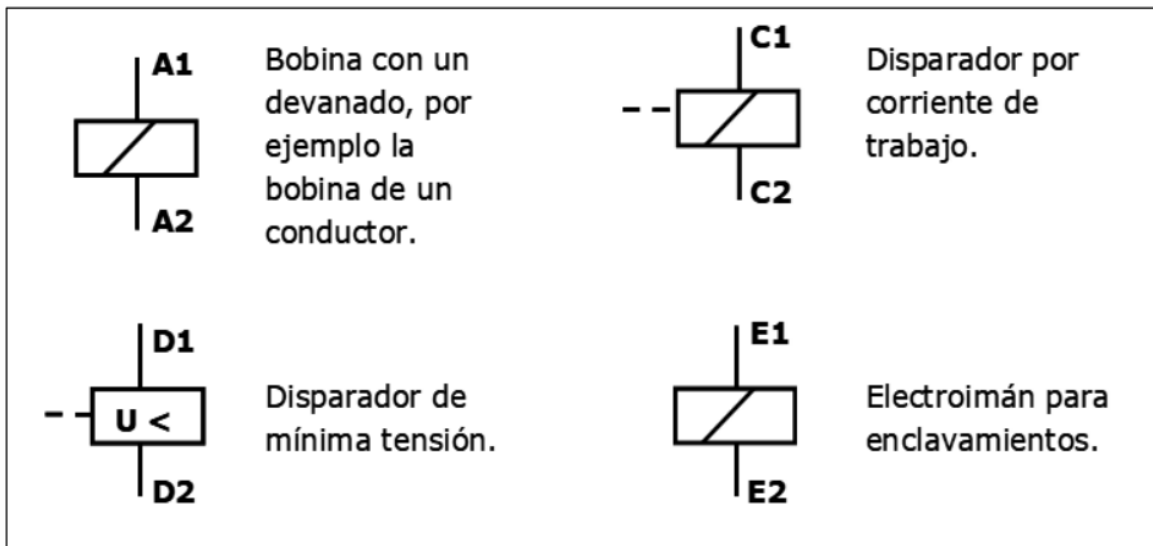 A1
A2
Bobina con un
devanado, por
ejemplo la
bobina de un
conductor.
C1
C2
Disparador por
corriente de
trabajo.
D1
U <
D2
Disparador de
mínima tensión.
E1
E2
Electroimán para
enclavamientos.